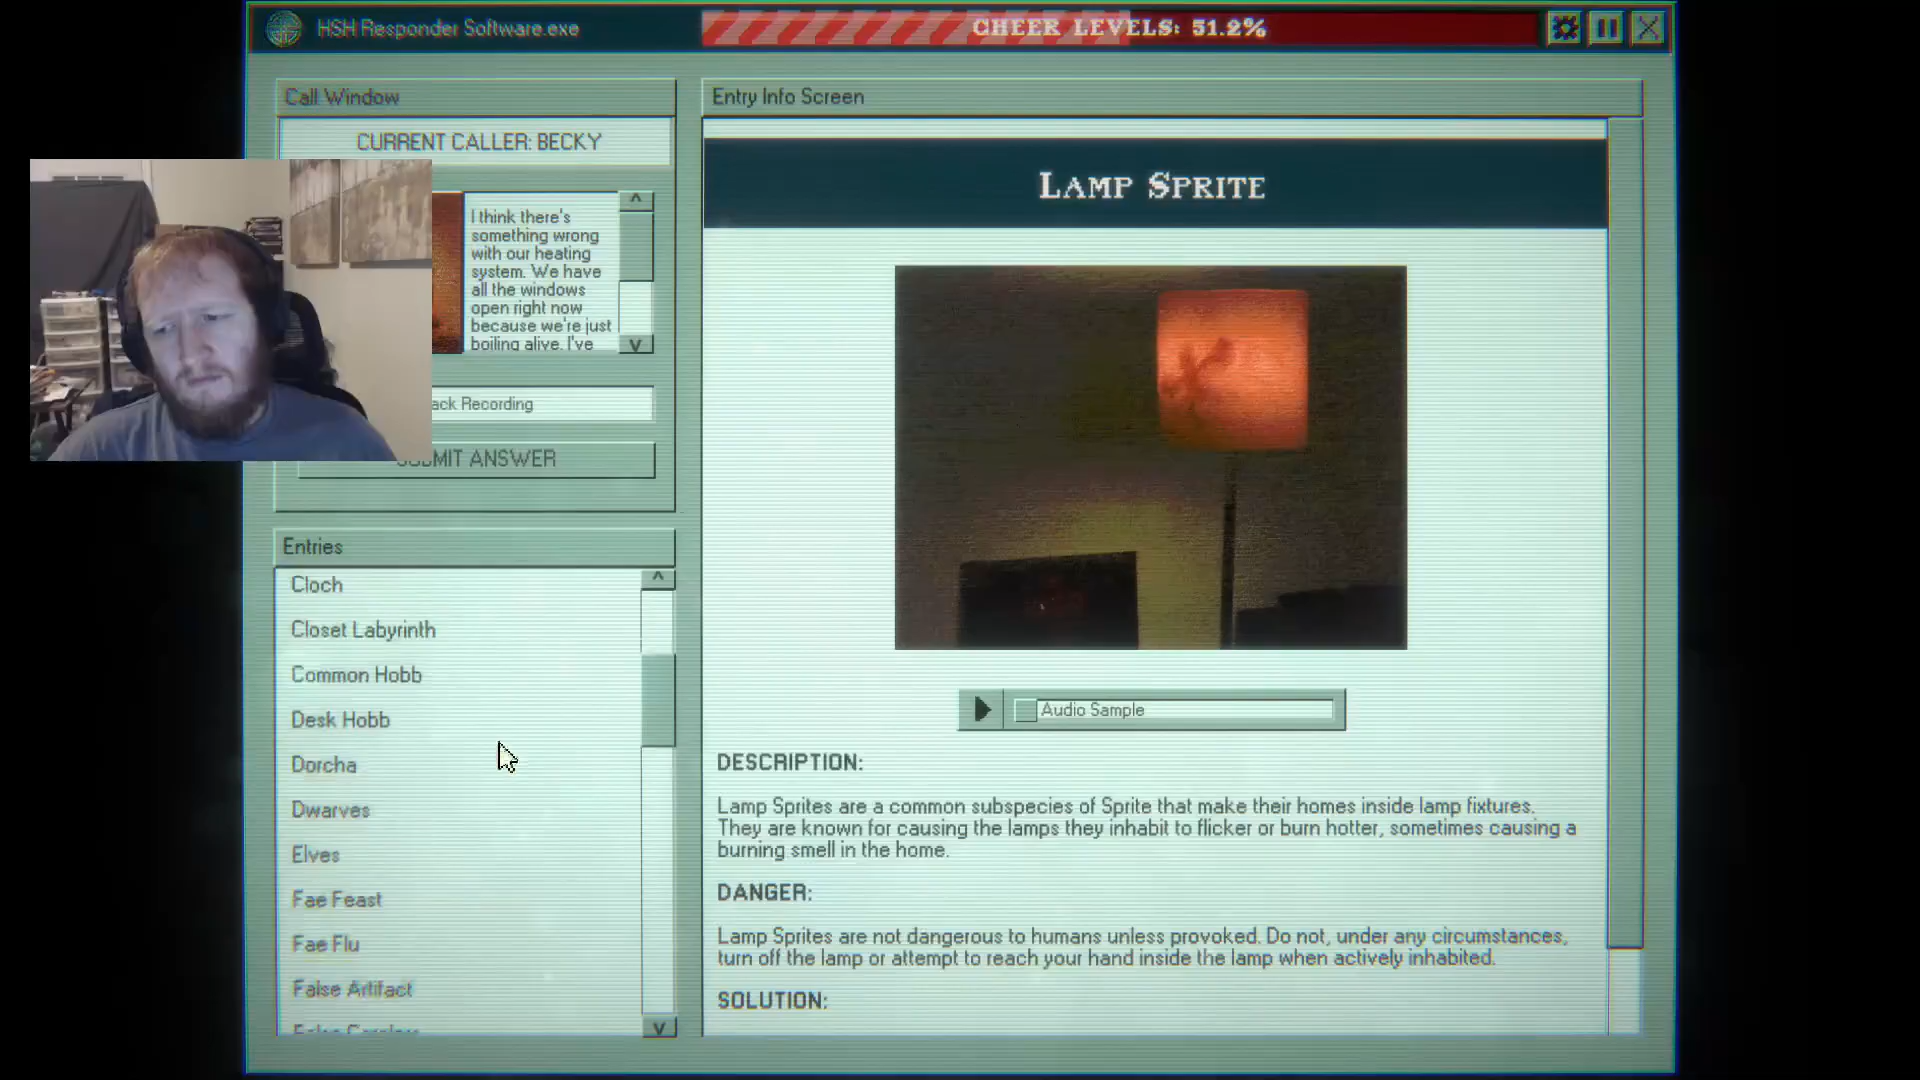 HSH Responder Software.exe
CHEER LEVELS: 51.2%
Call Window
CURRENT CALLER: BECKY
I think there's
something wrong
with our heating
system. We have
all the windows
open right now
because we're just
boiling alive. I've
ack Recording
SUBMIT ANSWER
Entries
Cloch
Closet Labyrinth
Common Hobb
Desk Hobb
Dorcha
Dwarves
Elves
Fae Feast
Fae Flu
False Artifact
Entry Info Screen
LAMP SPRITE
Audio Sample
DESCRIPTION:
Lamp Sprites are a common subspecies of Sprite that make their homes inside lamp fixtures.
They are known for causing the lamps they inhabit to flicker or burn hotter, sometimes causing a
burning smell in the home.
DANGER:
Lamp Sprites are not dangerous to humans unless provoked. Do not, under any circumstances,
turn off the lamp or attempt to reach your hand inside the lamp when actively inhabited.
SOLUTION: